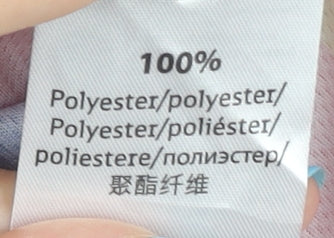 100%
Polyester/polyester/
Polyester/poliéster/
poliestere/полиэстер/
聚酯纤维